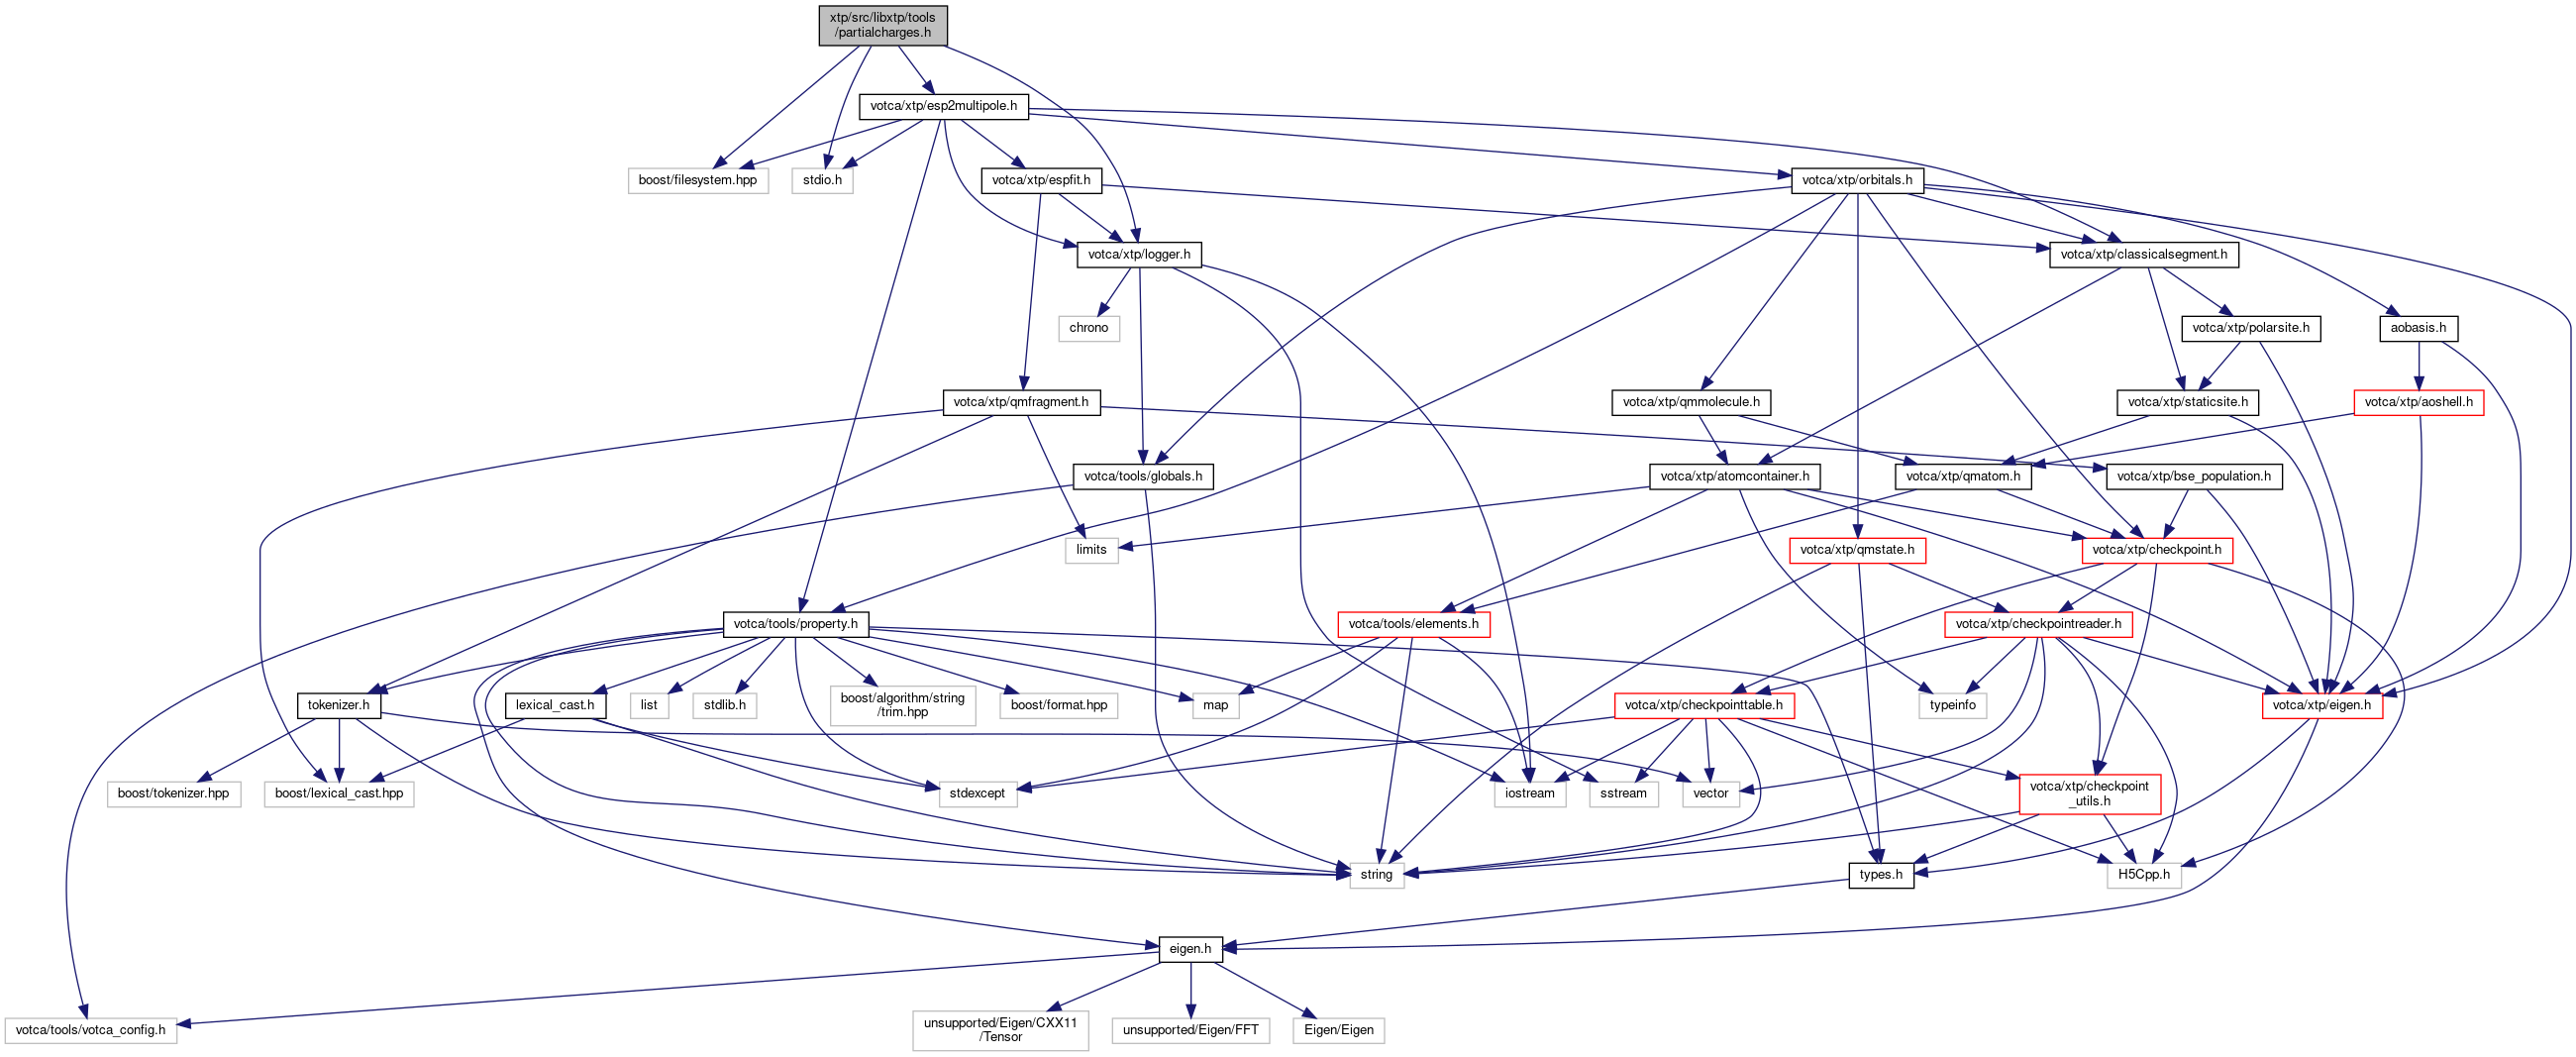 xtp/src/libxtp/tools
/partialcharges.h
votca/xtp/esp2multipole.h
boost/filesystem.hpp
stdio.h
votca/xtp/espfit.h
votca/xtp/orbitals.h
votca/xtp/logger.h
votca/xtp/classicalsegment.h
chrono
votca/xtp/polarsite.h
aobasis.h
votca/xtp/qmfragment.h
votca/xtp/qmmolecule.h
votca/xtp/staticsite.h
votca/xtp/aoshell.h
votca/tools/globals.h
votca/xtp/atomcontainer.h
votca/xtp/qmatom.h
votca/xtp/bse_population.h
limits
votca/xtp/qmstate.h
votca/xtp/checkpoint.h
votca/tools/property.h
votca/tools/elements.h
votca/xtp/checkpointreader.h
tokenizer.h
lexical_cast.h
list
stdlib.h
boost/algorithm/string
/trim.hpp
boost/format.hpp
map
votca/xtp/checkpointtable.h
typeinfo
votca/xtp/eigen.h
boost/tokenizer.hpp
boost/lexical_cast.hpp
stdexcept
iostream
sstream
vector
votca/xtp/checkpoint
_utils.h
string
types.h
H5Cpp.h
eigen.h
votca/tools/votca_config.h
unsupported/Eigen/CXX11
/Tensor
unsupported/Eigen/FFT
Eigen/Eigen